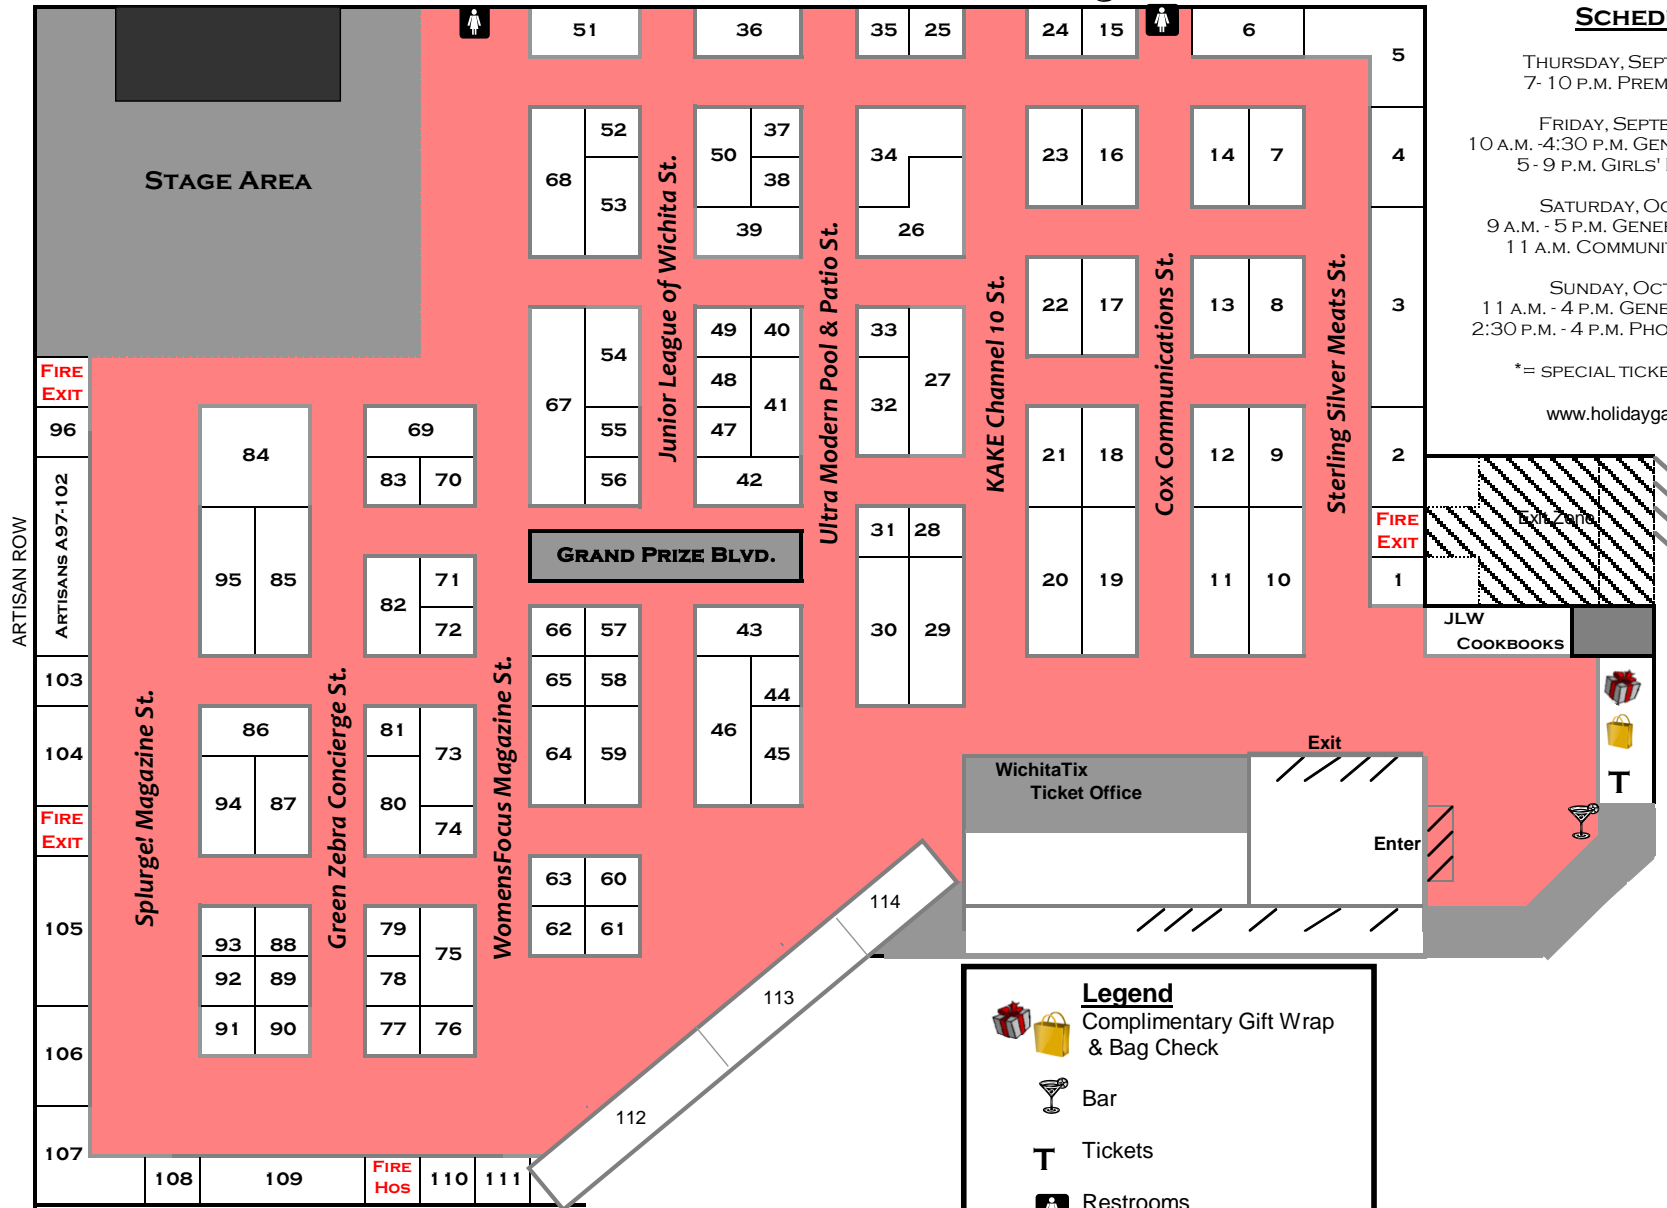 51
36
35
25
24
15
6
5
SCHED
THURSDAY, SEPT
7- 10 P.M. PREM
FRIDAY, SEPTE
10 A.M. -4:30 P.M. GEN
5 - 9 P.M. GIRLS'
SATURDAY, OC
9 A.M. - 5 P.M. GENER
11 A.M. COMMUNI
SUNDAY, OCT
11 A.M. - 4 P.M. GENE
2:30 P.M. - 4 P.M. PHO
*= SPECIAL TICKE
www.holidayga
STAGE AREA
68
52
53
50
37
38
39
34
26
23
16
14
7
4
67
54
55
56
49
40
48
41
47
42
33
32
27
22
17
13
8
3
Junior League of Wichita St.
Ultra Modern Pool & Patio St.
KAKE Channel 10 St.
Cox Communications St.
Sterling Silver Meats St.
FIRE
EXIT
96
ARTISAN ROW
ARTISANS A97-102
84
95
85
69
83
70
82
71
72
GRAND PRIZE BLVD.
31
28
30
29
21
18
20
19
12
9
11
10
2
FIRE
EXIT
1
Exit Zone
JLW
COOKBOOKS
66
57
65
58
64
59
43
44
46
45
103
104
FIRE
EXIT
105
106
107
Splurge! Magazine St.
Green Zebra Concierge St.
WomensFocus Magazine St.
86
94
87
81
73
80
74
93
88
92
89
91
90
79
75
78
77
76
63
60
62
61
WichitaTix
Ticket Office
Exit
Enter
T
114
113
112
108
109
FIRE
HOS
110
111
Legend
Complimentary Gift Wrap
& Bag Check
Bar
T Tickets
Restrooms